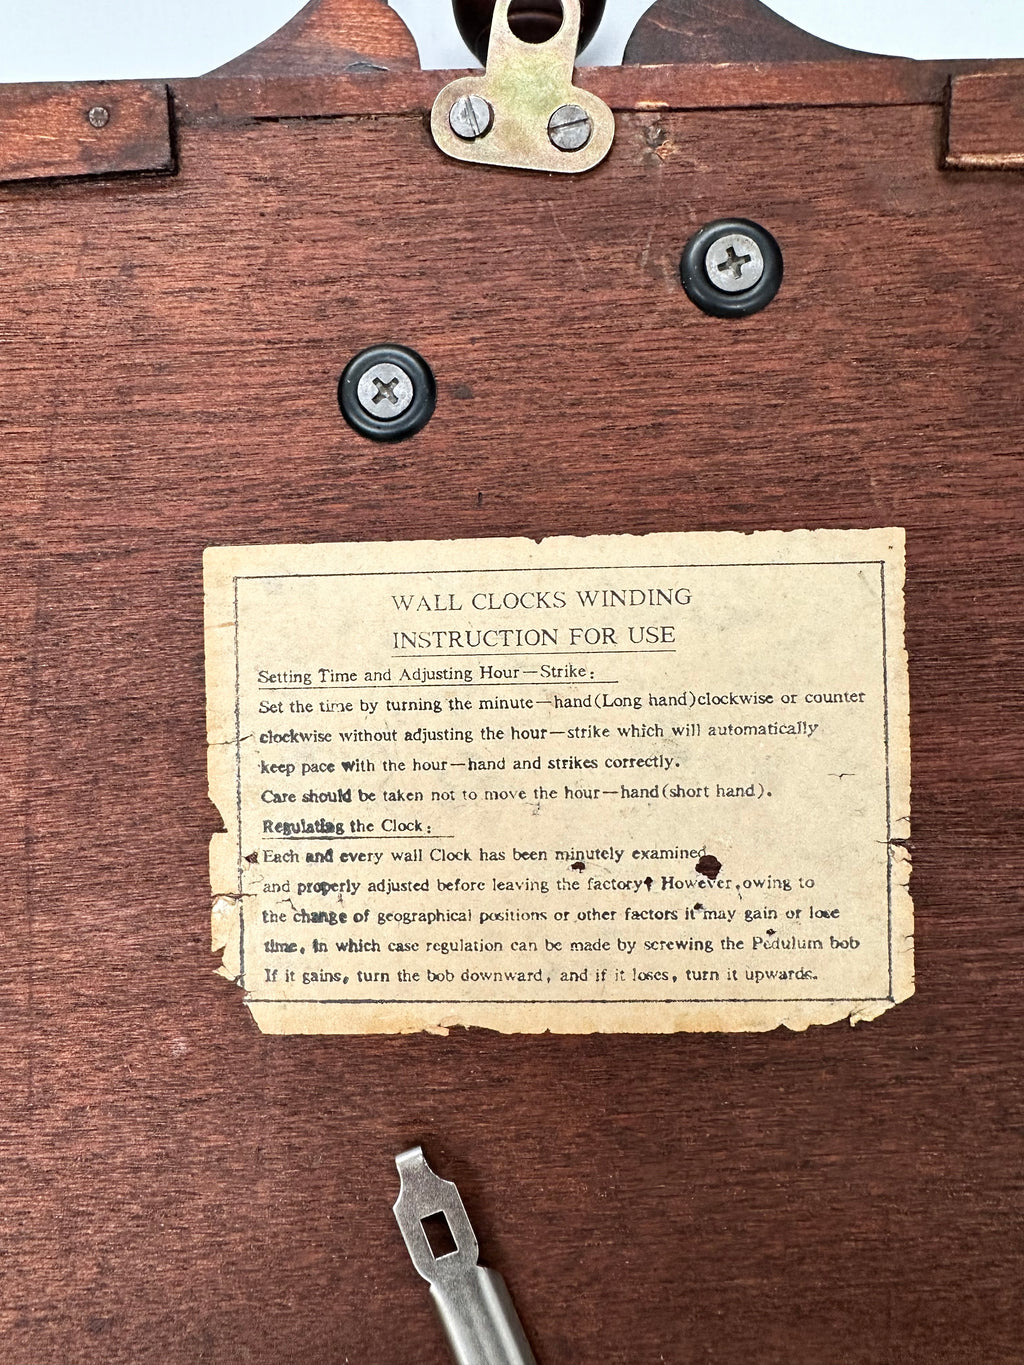 WALL CLOCKS WINDING
INSTRUCTION FOR USE
Setting Time and Adjusting Hour—Strike:
Set the time by turning the minute—hand(Long hand)clockwise or counter
clockwise without adjusting the hour—strike which will automatically
keep pace with the hour—hand and strikes correctly.
Care should be taken not to move the hour—hand(short hand).
Regulating the Clock:
Each and every wall Clock has been minutely examined
and properly adjusted before leaving the factory. However,owing to
the change of geographical positions or other factors it may gain or lose
time, in which case regulation can be made by screwing the Pedulum bob
If it gains, turn the bob downward, and if it loses, turn it upwards.